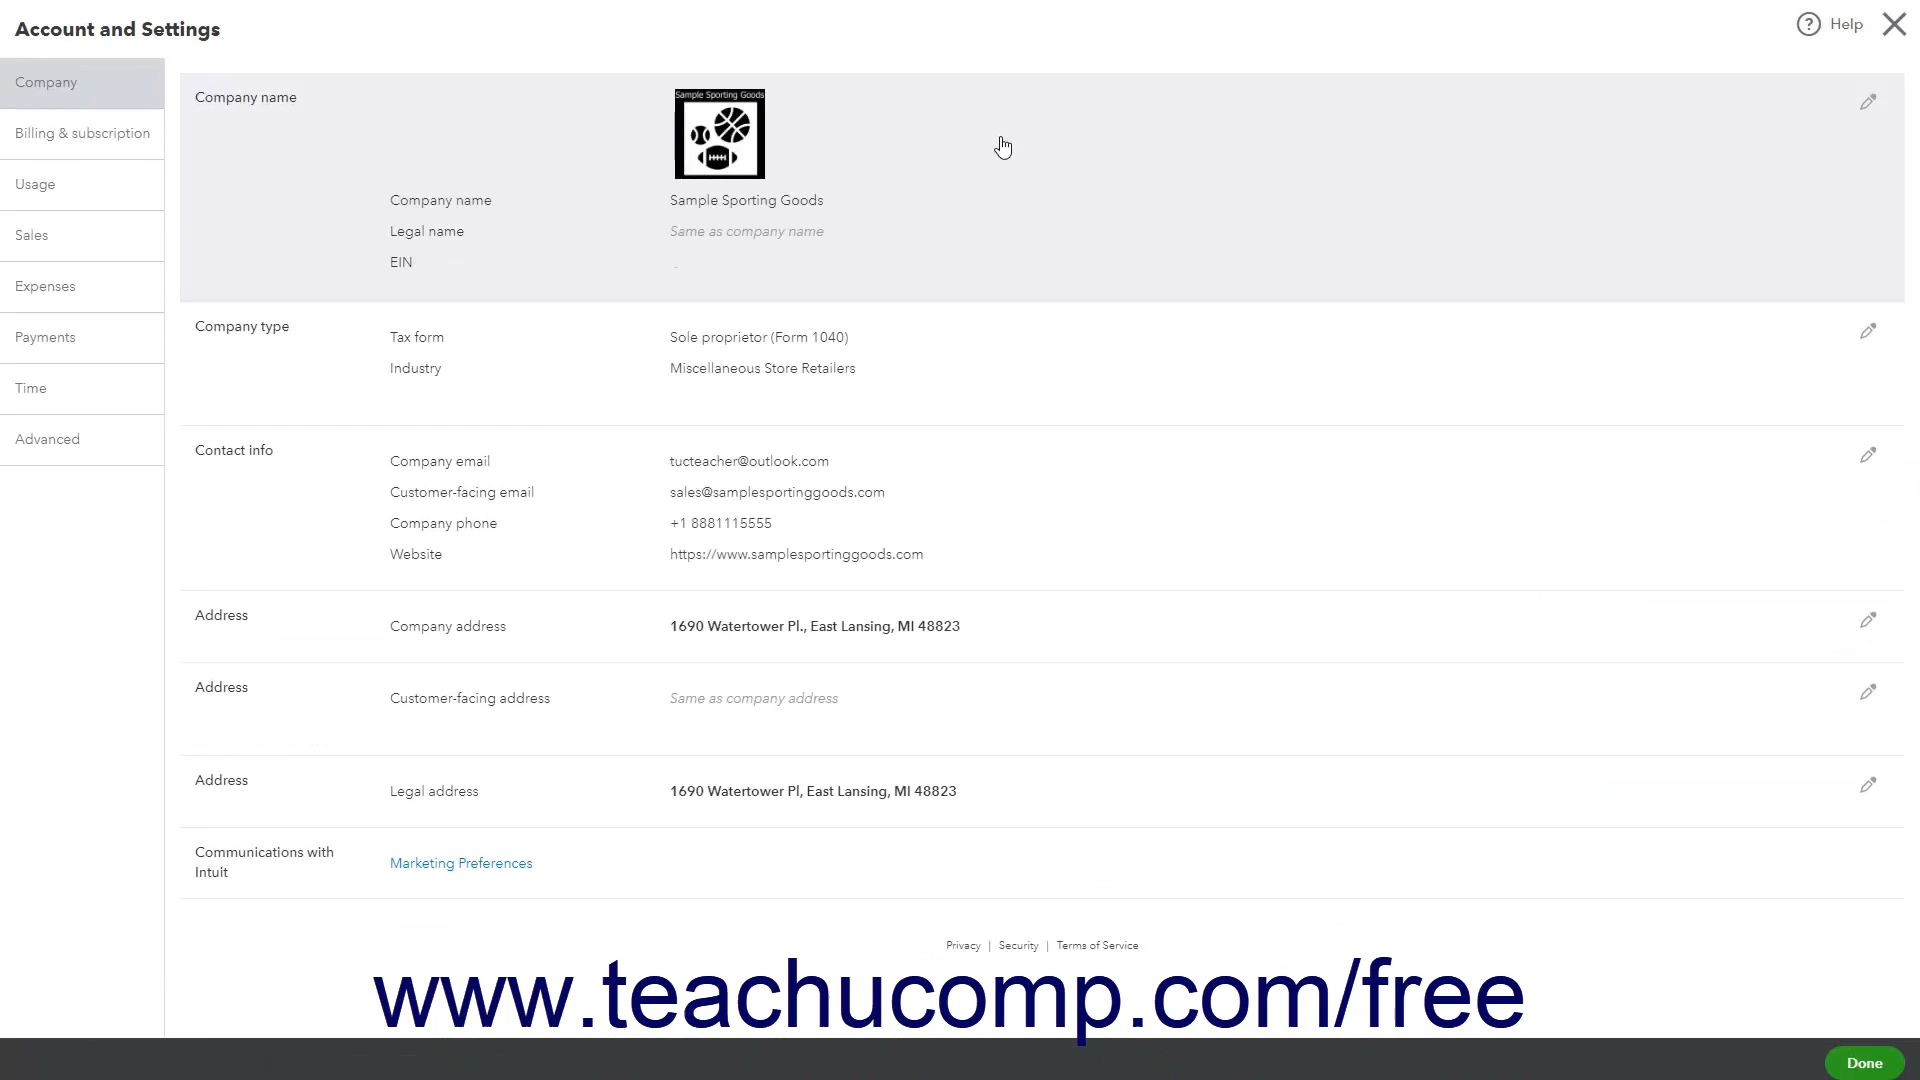 Account and Settings
Help
Company
Billing & subscription
Usage
Sales
Expenses
Payments
Time
Advanced
Company name
Sample Sporting Goods
Company name Sample Sporting Goods
Legal name Same as company name
EIN -
Company type
Tax form Sole proprietor (Form 1040)
Industry Miscellaneous Store Retailers
Contact info
Company email tucteacher@outlook.com
Customer-facing email sales@samplesportinggoods.com
Company phone +1 8881115555
Website https://www.samplesportinggoods.com
Address
Company address 1690 Watertower Pl., East Lansing, MI 48823
Address
Customer-facing address Same as company address
Address
Legal address 1690 Watertower Pl, East Lansing, MI 48823
Communications with
Intuit
Marketing Preferences
Privacy | Security | Terms of Service
www.teachucomp.com/free
Done